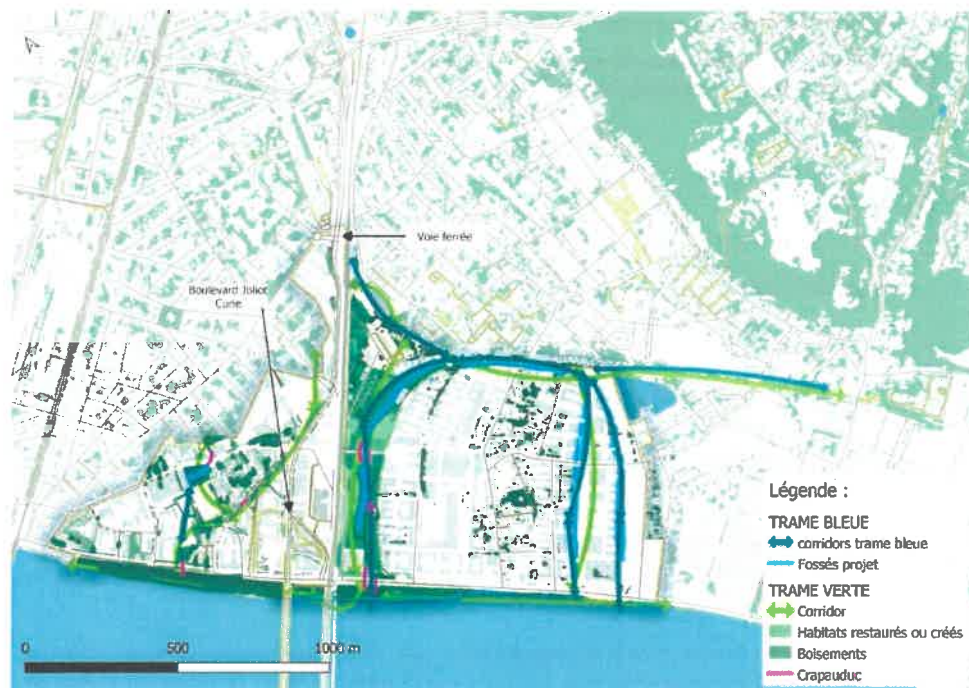 Voie ferrée
Boulevard Joliot
Curie
Légende :
TRAME BLEUE
corridors trame bleue
Fossés projet
TRAME VERTE
Corridor
Habitats restaurés ou créés
Boisements
Crapauduc
0 500 1000 m